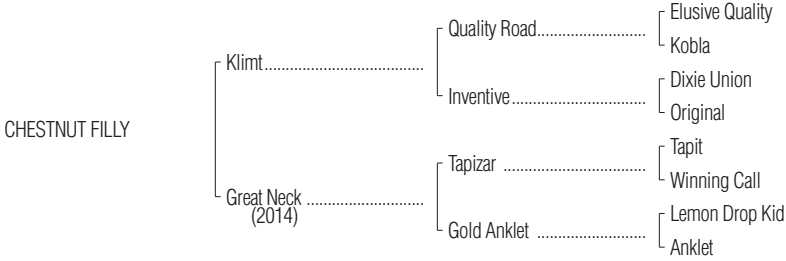 Elusive Quality
Quality Road..............................
Kobla
Klimt............................................
Dixie Union
Inventive.....................................
Original
CHESTNUT FILLY
Tapit
Tapizar .......................................
Winning Call
Great Neck ................................
(2014)
Lemon Drop Kid
Gold Anklet ..............................
Anklet